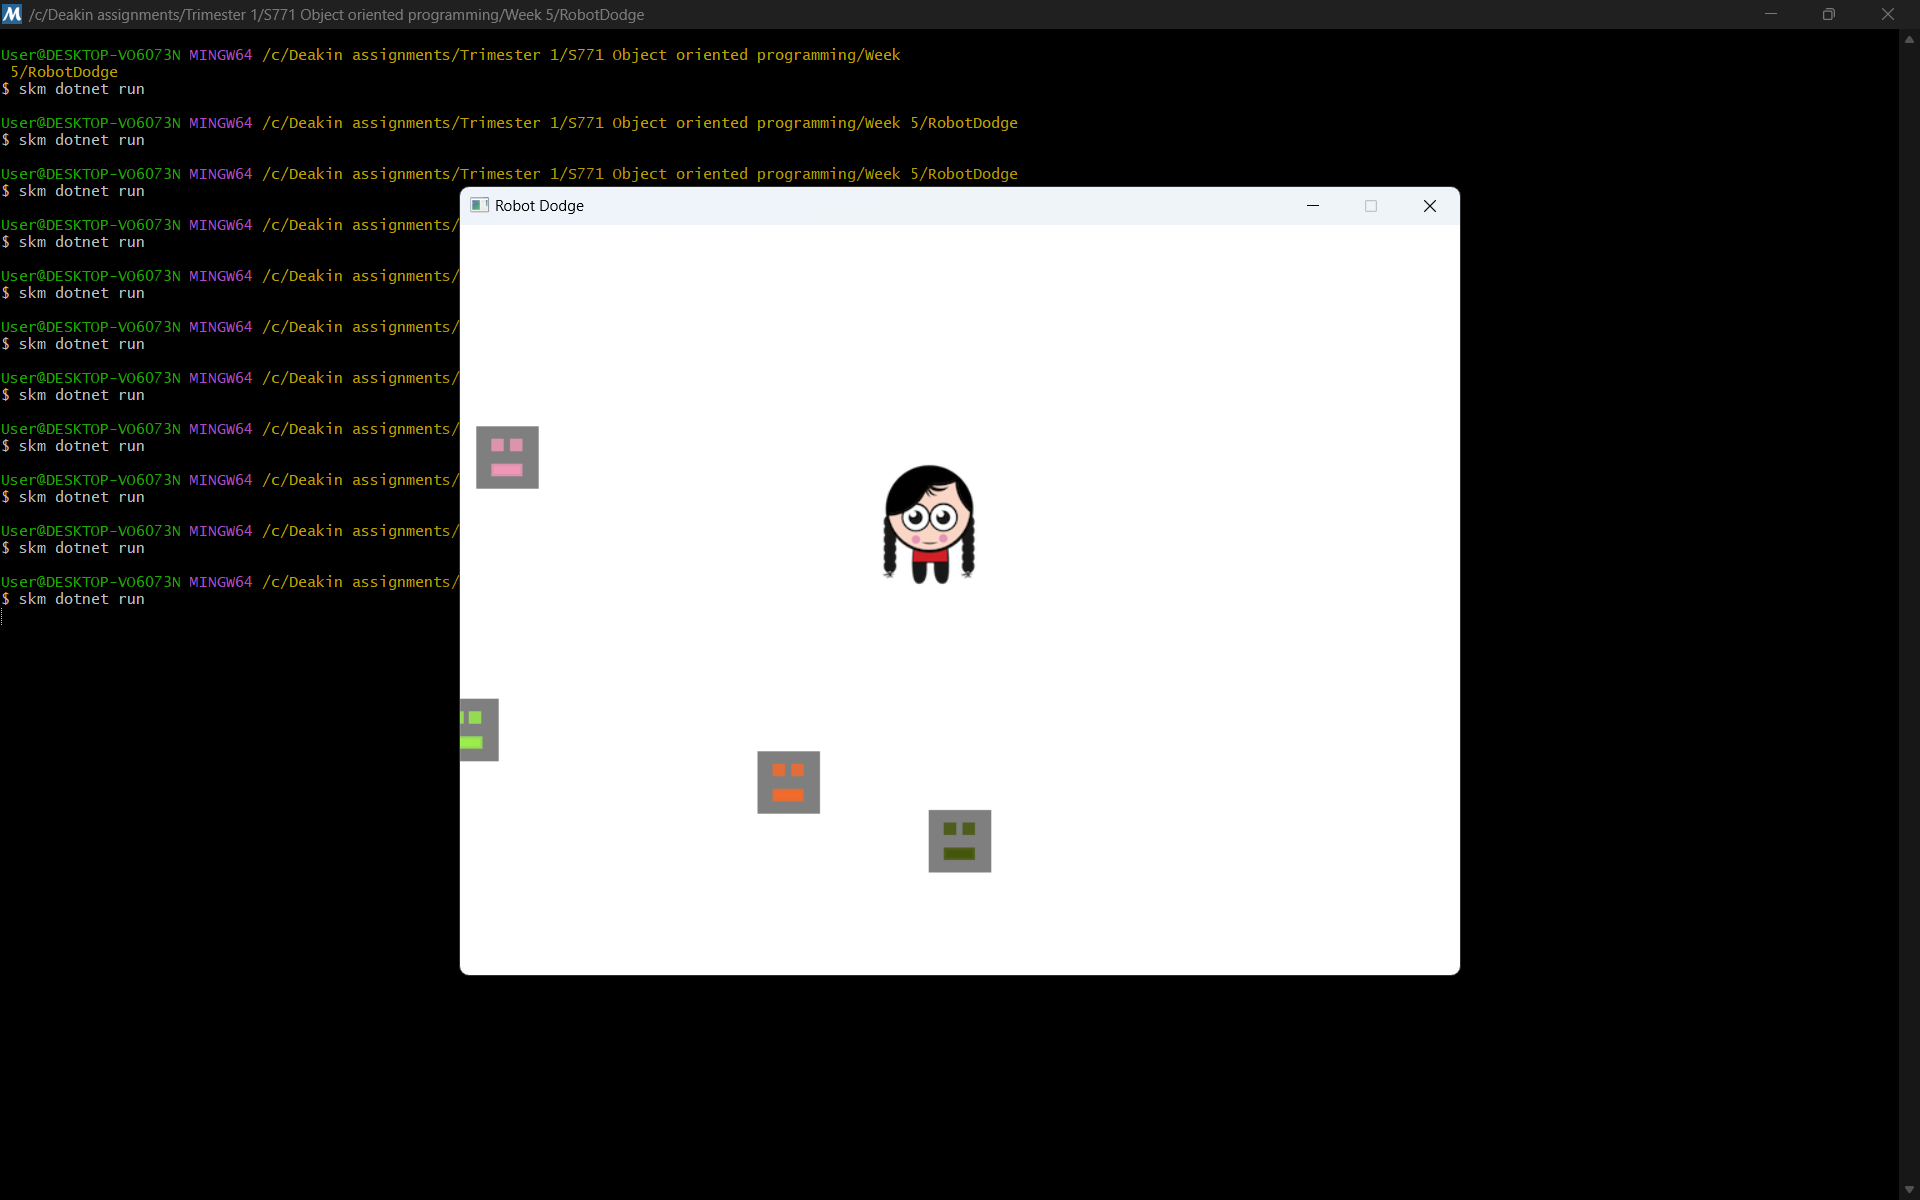 /c/Deakin assignments/Trimester 1/S771 Object oriented programming/Week 5/RobotDodge
User@DESKTOP-VO6073N MINGW64 /c/Deakin assignments/Trimester 1/S771 Object oriented programming/Week
5/RobotDodge
$ skm dotnet run
User@DESKTOP-VO6073N MINGW64 /c/Deakin assignments/Trimester 1/S771 Object oriented programming/Week 5/RobotDodge
$ skm dotnet run
User@DESKTOP-VO6073N MINGW64 /c/Deakin assignments/Trimester 1/S771 Object oriented programming/Week 5/RobotDodge
$ skm dotnet run
Robot Dodge
User@DESKTOP-VO6073N MINGW64 /c/Deakin assignments/
$ skm dotnet run
User@DESKTOP-VO6073N MINGW64 /c/Deakin assignments/
$ skm dotnet run
User@DESKTOP-VO6073N MINGW64 /c/Deakin assignments/
$ skm dotnet run
User@DESKTOP-VO6073N MINGW64 /c/Deakin assignments/
$ skm dotnet run
User@DESKTOP-VO6073N MINGW64 /c/Deakin assignments/
$ skm dotnet run
User@DESKTOP-VO6073N MINGW64 /c/Deakin assignments/
$ skm dotnet run
User@DESKTOP-VO6073N MINGW64 /c/Deakin assignments/
$ skm dotnet run
User@DESKTOP-VO6073N MINGW64 /c/Deakin assignments/
$ skm dotnet run